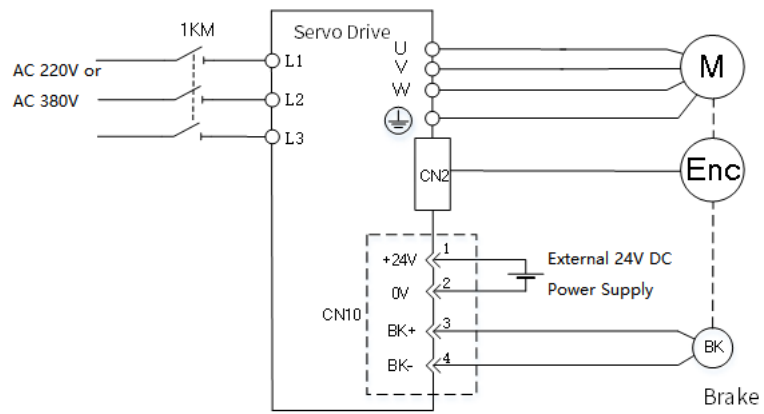 1KM
Servo Drive
AC 220V or
AC 380V
L1
L2
L3
U
V
W
M
CN2
Enc
CN10
+24V
1
0V
2
BK+
3
BK-
4
External 24V DC
Power Supply
BK
Brake